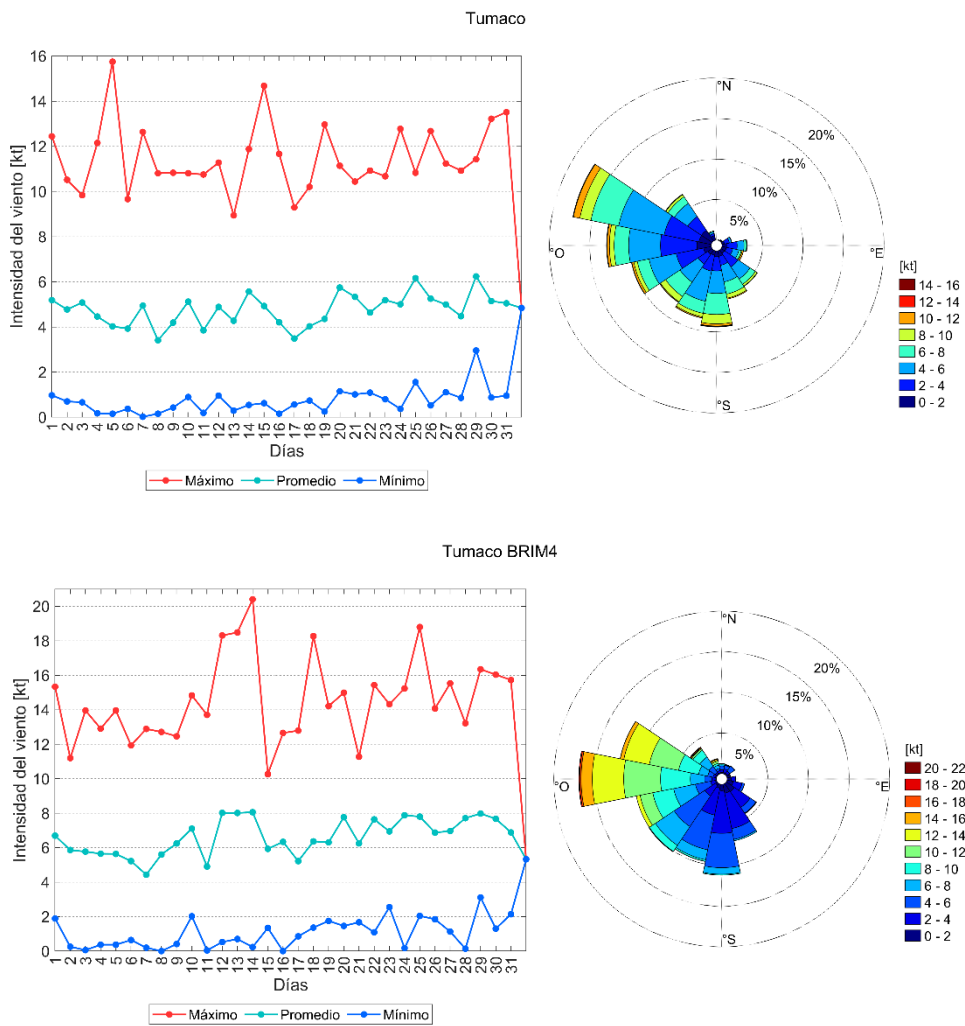 Tumaco
Intensidad del viento [kt]
16
14
12
10
8
6
4
2
0
1 2 3 4 5 6 7 8 9 10 11 12 13 14 15 16 17 18 19 20 21 22 23 24 25 26 27 28 29 30 31
Días
Máximo Promedio Mínimo
°N
20%
15%
10%
5%
°O °E
°S
[kt]
14 - 16
12 - 14
10 - 12
8 - 10
6 - 8
4 - 6
2 - 4
0 - 2
Tumaco BRIM4
Intensidad del viento [kt]
20
18
16
14
12
10
8
6
4
2
0
1 2 3 4 5 6 7 8 9 10 11 12 13 14 15 16 17 18 19 20 21 22 23 24 25 26 27 28 29 30 31
Días
Máximo Promedio Mínimo
°N
20%
15%
10%
5%
°O °E
°S
[kt]
20 - 22
18 - 20
16 - 18
14 - 16
12 - 14
10 - 12
8 - 10
6 - 8
4 - 6
2 - 4
0 - 2